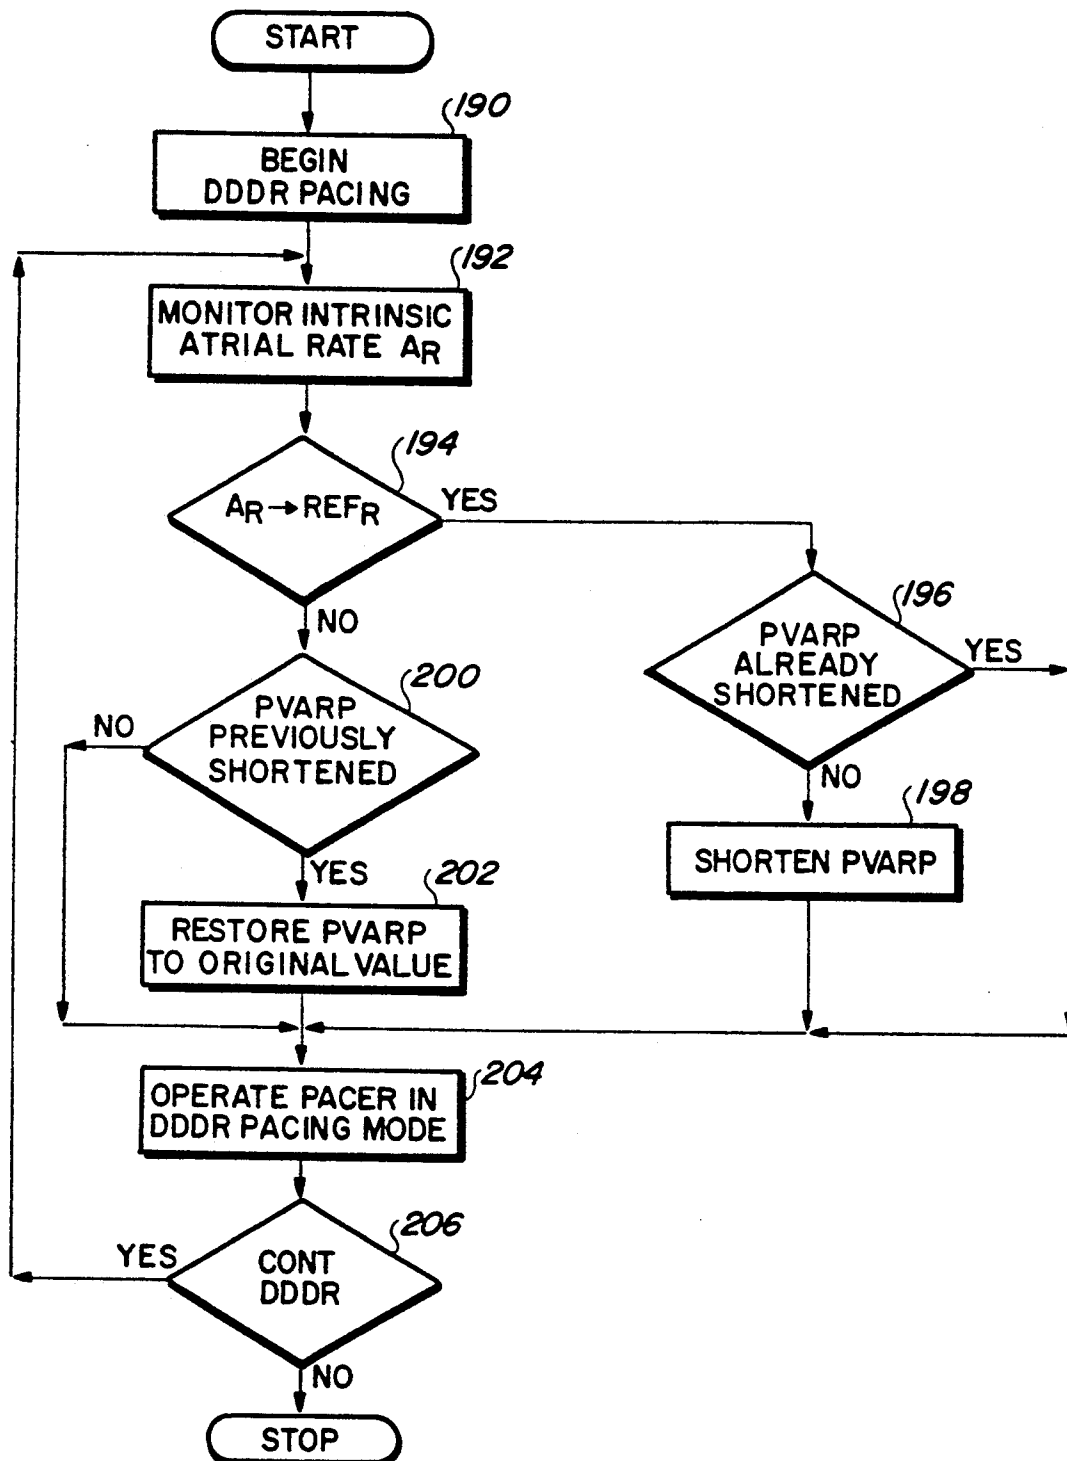 START
190
BEGIN
DDDR PACING
192
MONITOR INTRINSIC
ATRIAL RATE AR
194
AR→REFR
YES
NO
196
PVARP
ALREADY
SHORTENED
YES
NO
200
PVARP
PREVIOUSLY
SHORTENED
NO
YES
198
SHORTEN PVARP
202
RESTORE PVARP
TO ORIGINAL VALUE
204
OPERATE PACER IN
DDDR PACING MODE
206
CONT
DDDR
YES
NO
STOP